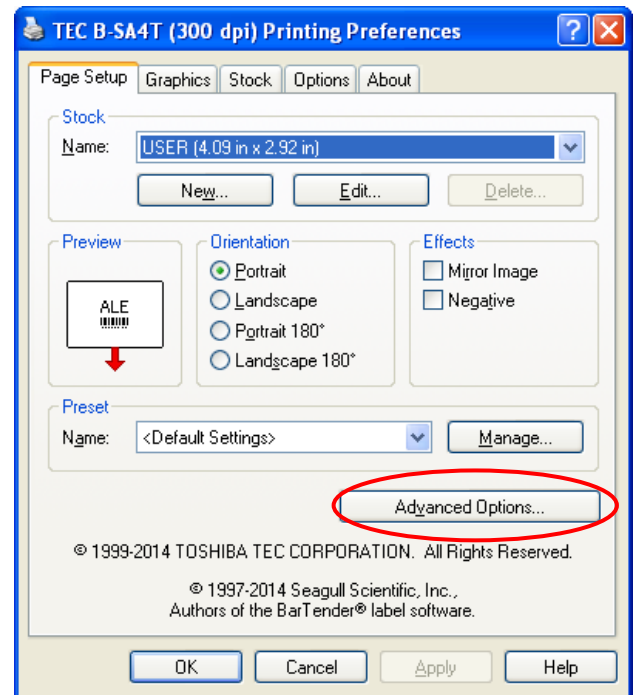 TEC B-SA4T (300 dpi) Printing Preferences
Page Setup Graphics Stock Options About
Stock
Name: USER (4.09 in x 2.92 in)
New... Edit... Delete...
Preview
ALE
Orientation
Portrait
Landscape
Portrait 180°
Landscape 180°
Effects
Mirror Image
Negative
Preset
Name: <Default Settings> Manage...
Advanced Options...
© 1999-2014 TOSHIBA TEC CORPORATION. All Rights Reserved.
© 1997-2014 Seagull Scientific, Inc.,
Authors of the BarTender® label software.
OK Cancel Apply Help